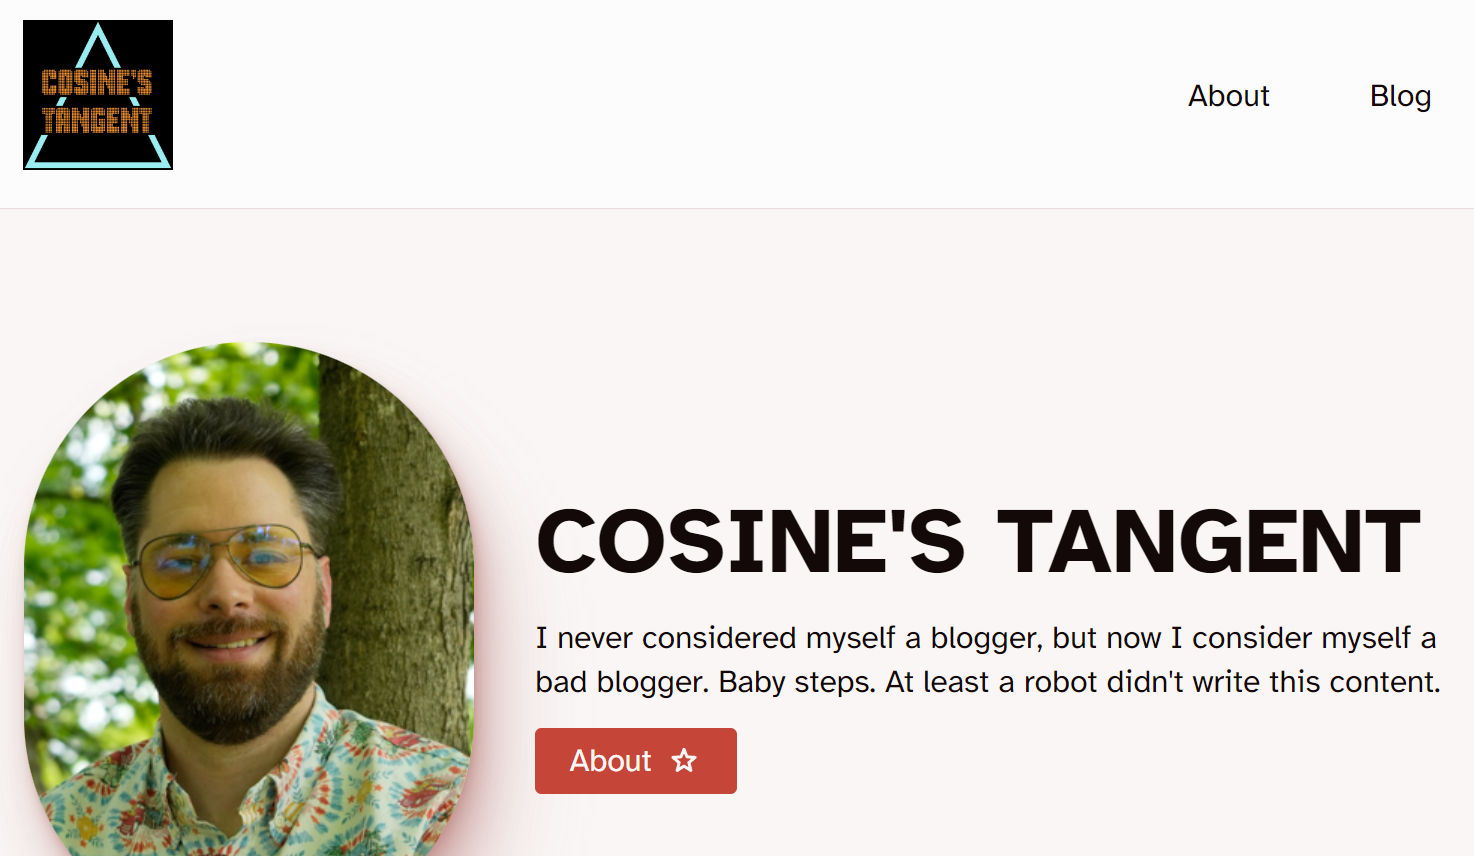 COSINE'S
TANGENT
About
Blog
COSINE'S TANGENT
I never considered myself a blogger, but now I consider myself a
bad blogger. Baby steps. At least a robot didn't write this content.
About